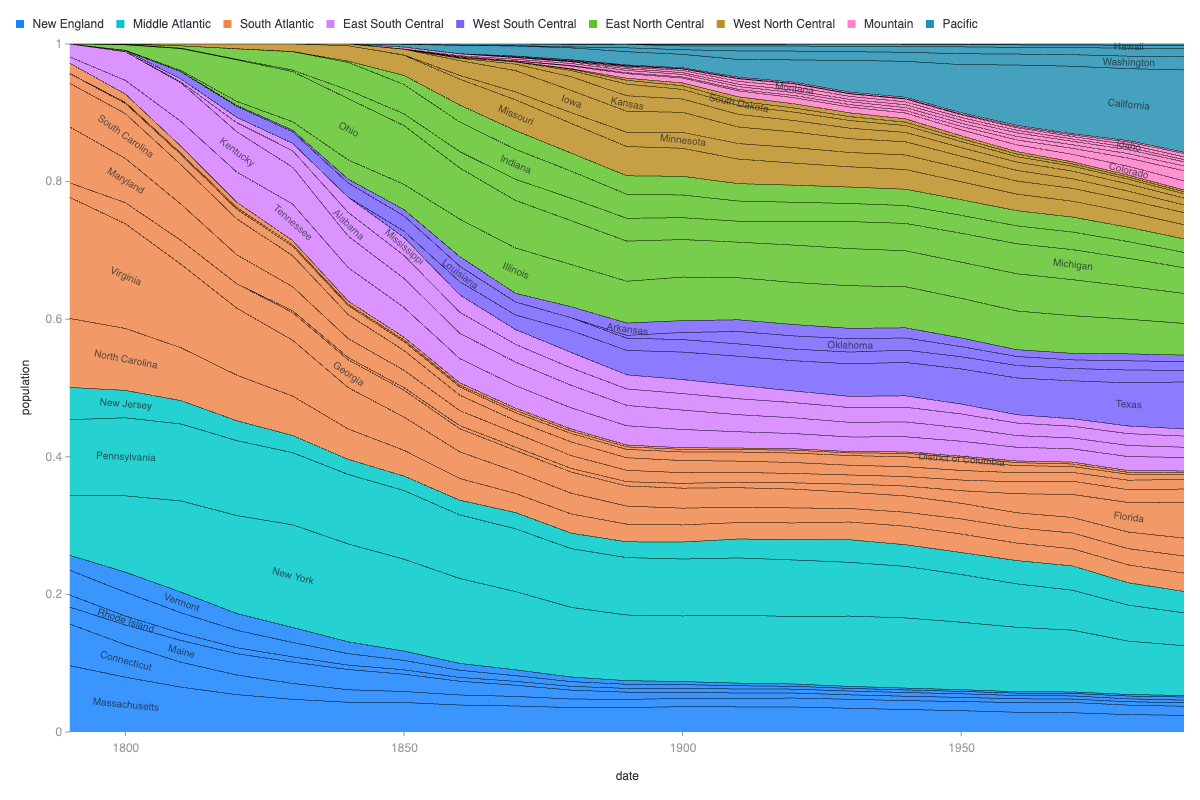 New England Middle Atlantic South Atlantic East South Central West South Central East North Central West North Central Mountain Pacific
1
Hawaii
Washington
Montana
South Dakota
Iowa
Kansas
California
Missouri
Ohio
Minnesota
South Carolina
Idaho
Kentucky
Indiana
Colorado
0.8
Maryland
Tennessee
Alabama
Mississippi
Virginia
Louisiana
Illinois
Michigan
0.6
Arkansas
Oklahoma
North Carolina
Georgia
New Jersey
Texas
population
0.4
Pennsylvania
District of Columbia
Florida
New York
0.2
Vermont
Rhode Island
Maine
Connecticut
Massachusetts
0
1800 1850 1900 1950
date